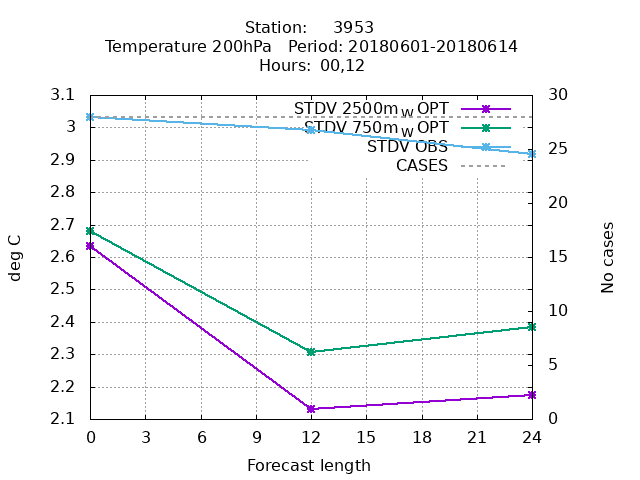 Station: 3953
Temperature 200hPa Period: 20180601-20180614
Hours: 00,12
3.1
3
2.9
2.8
2.7
2.6
2.5
2.4
2.3
2.2
2.1
deg C
STDV 2500m_W OPT
STDV 750m_W OPT
STDV OBS
CASES
30
25
20
15
10
5
0
No cases
0 3 6 9 12 15 18 21 24
Forecast length